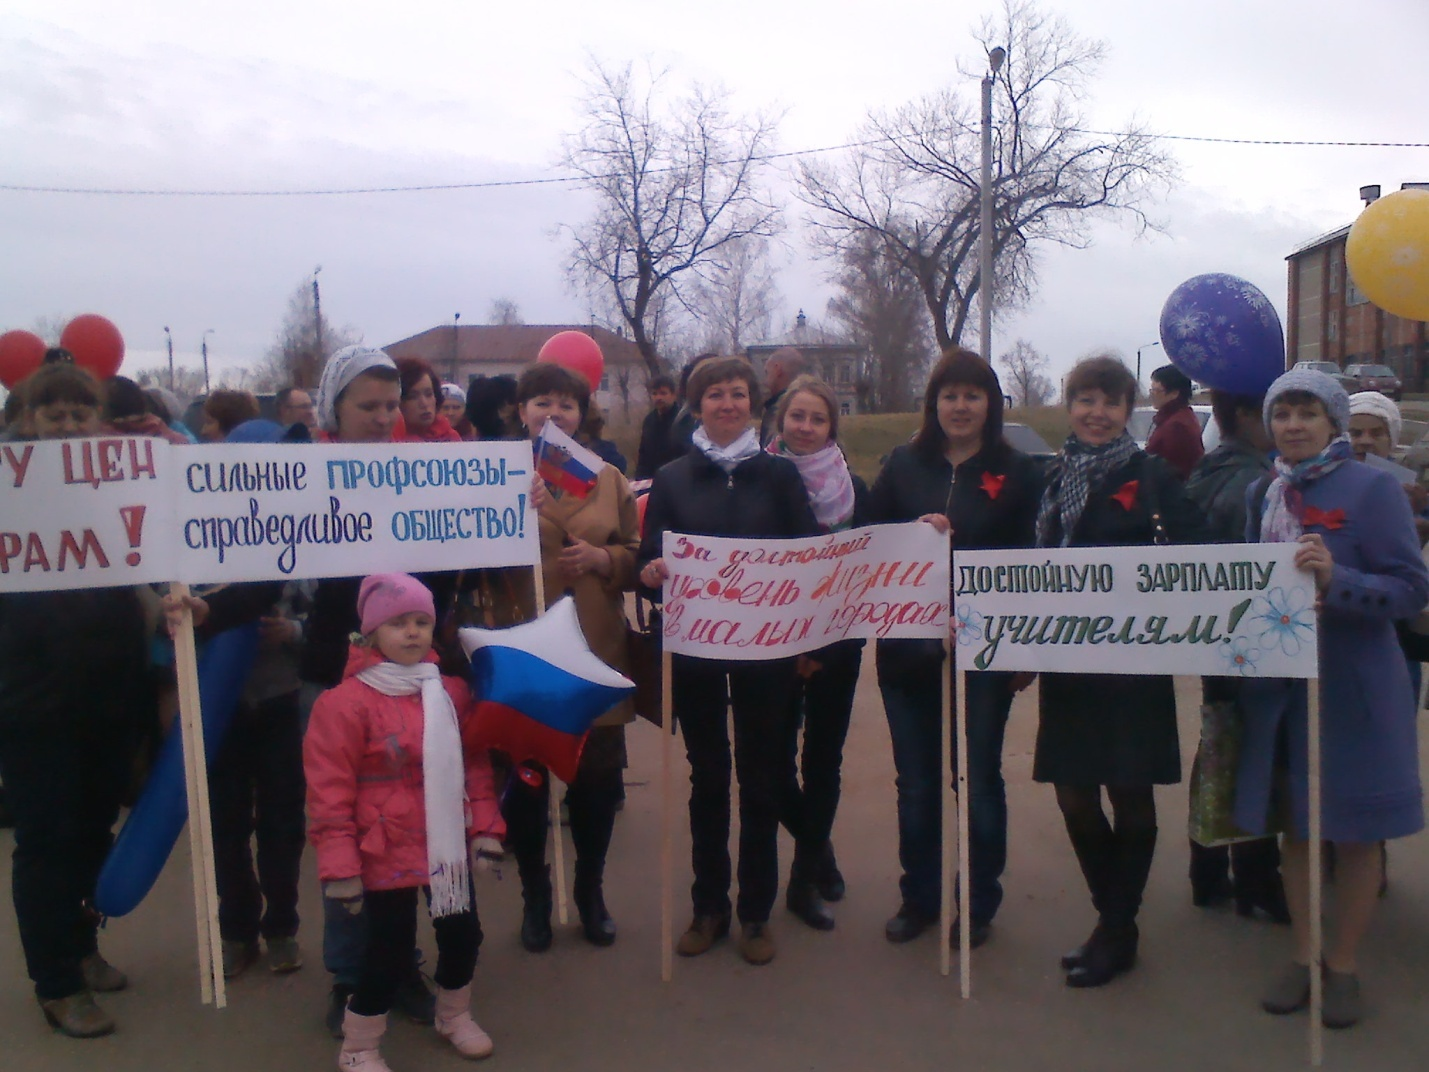 У ЦЕН
РАМ!
СИЛЬНЫЕ ПРОФСОЮЗЫ–
справедливое ОБЩЕСТВО!
За достойный
уровень жизни
в малых городах
ДОСТОЙНУЮ ЗАРПЛАТУ
учителям!